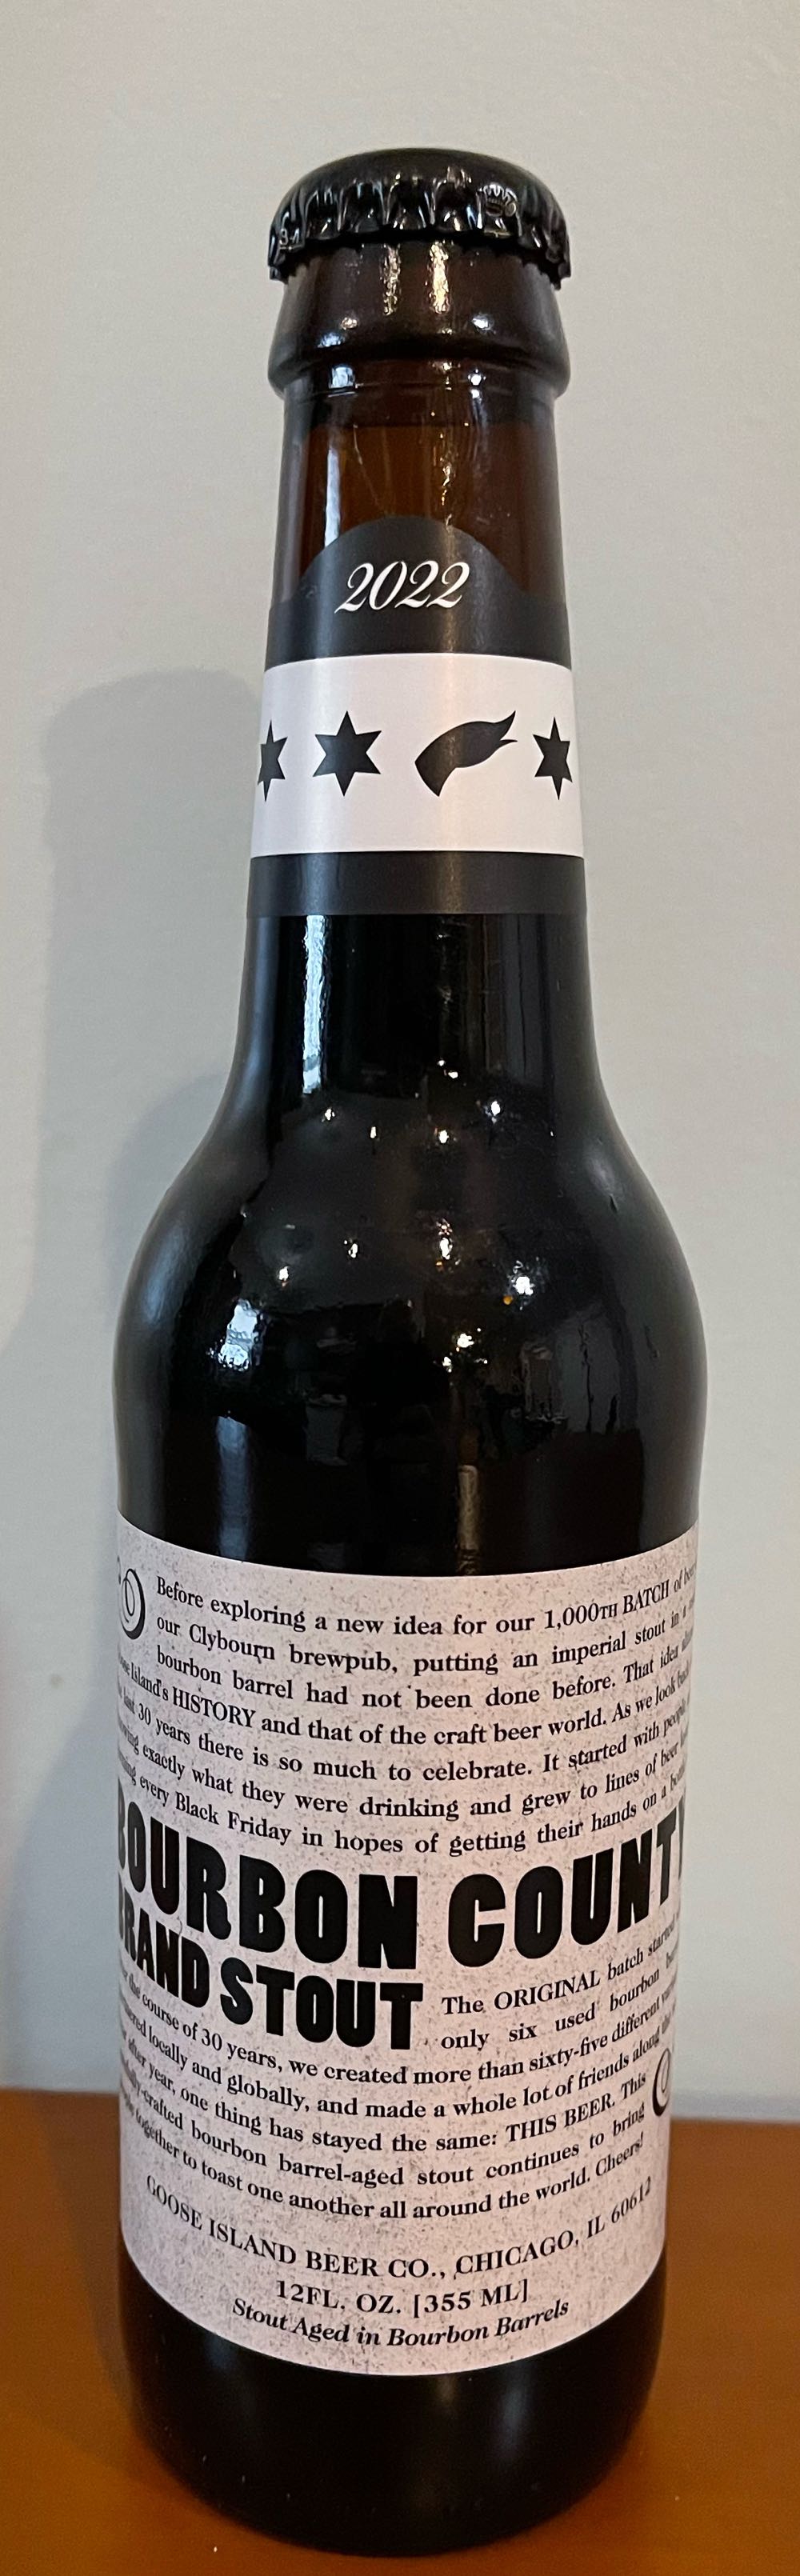 2022
Before exploring a new idea for our 1,000TH BATCH of
our Clybourn brewpub, putting an imperial stout in a
bourbon barrel had not been done before. That idea
Island's HISTORY and that of the craft beer world. As we look
30 years there is so much to celebrate. It started with people
exactly what they were drinking and grew to lines of beer
every Black Friday in hopes of getting their hands on a
BOURBON COUNTY
BRAND STOUT
The ORIGINAL batch started
only six used bourbon
the course of 30 years, we created more than sixty-five different
locally and globally, and made a whole lot of friends along
after year, one thing has stayed the same: THIS BEER. This
crafted bourbon barrel-aged stout continues to bring
together to toast one another all around the world. Cheers!
GOOSE ISLAND BEER CO., CHICAGO, IL 60612
12FL. OZ. [355 ML]
Stout Aged in Bourbon Barrels